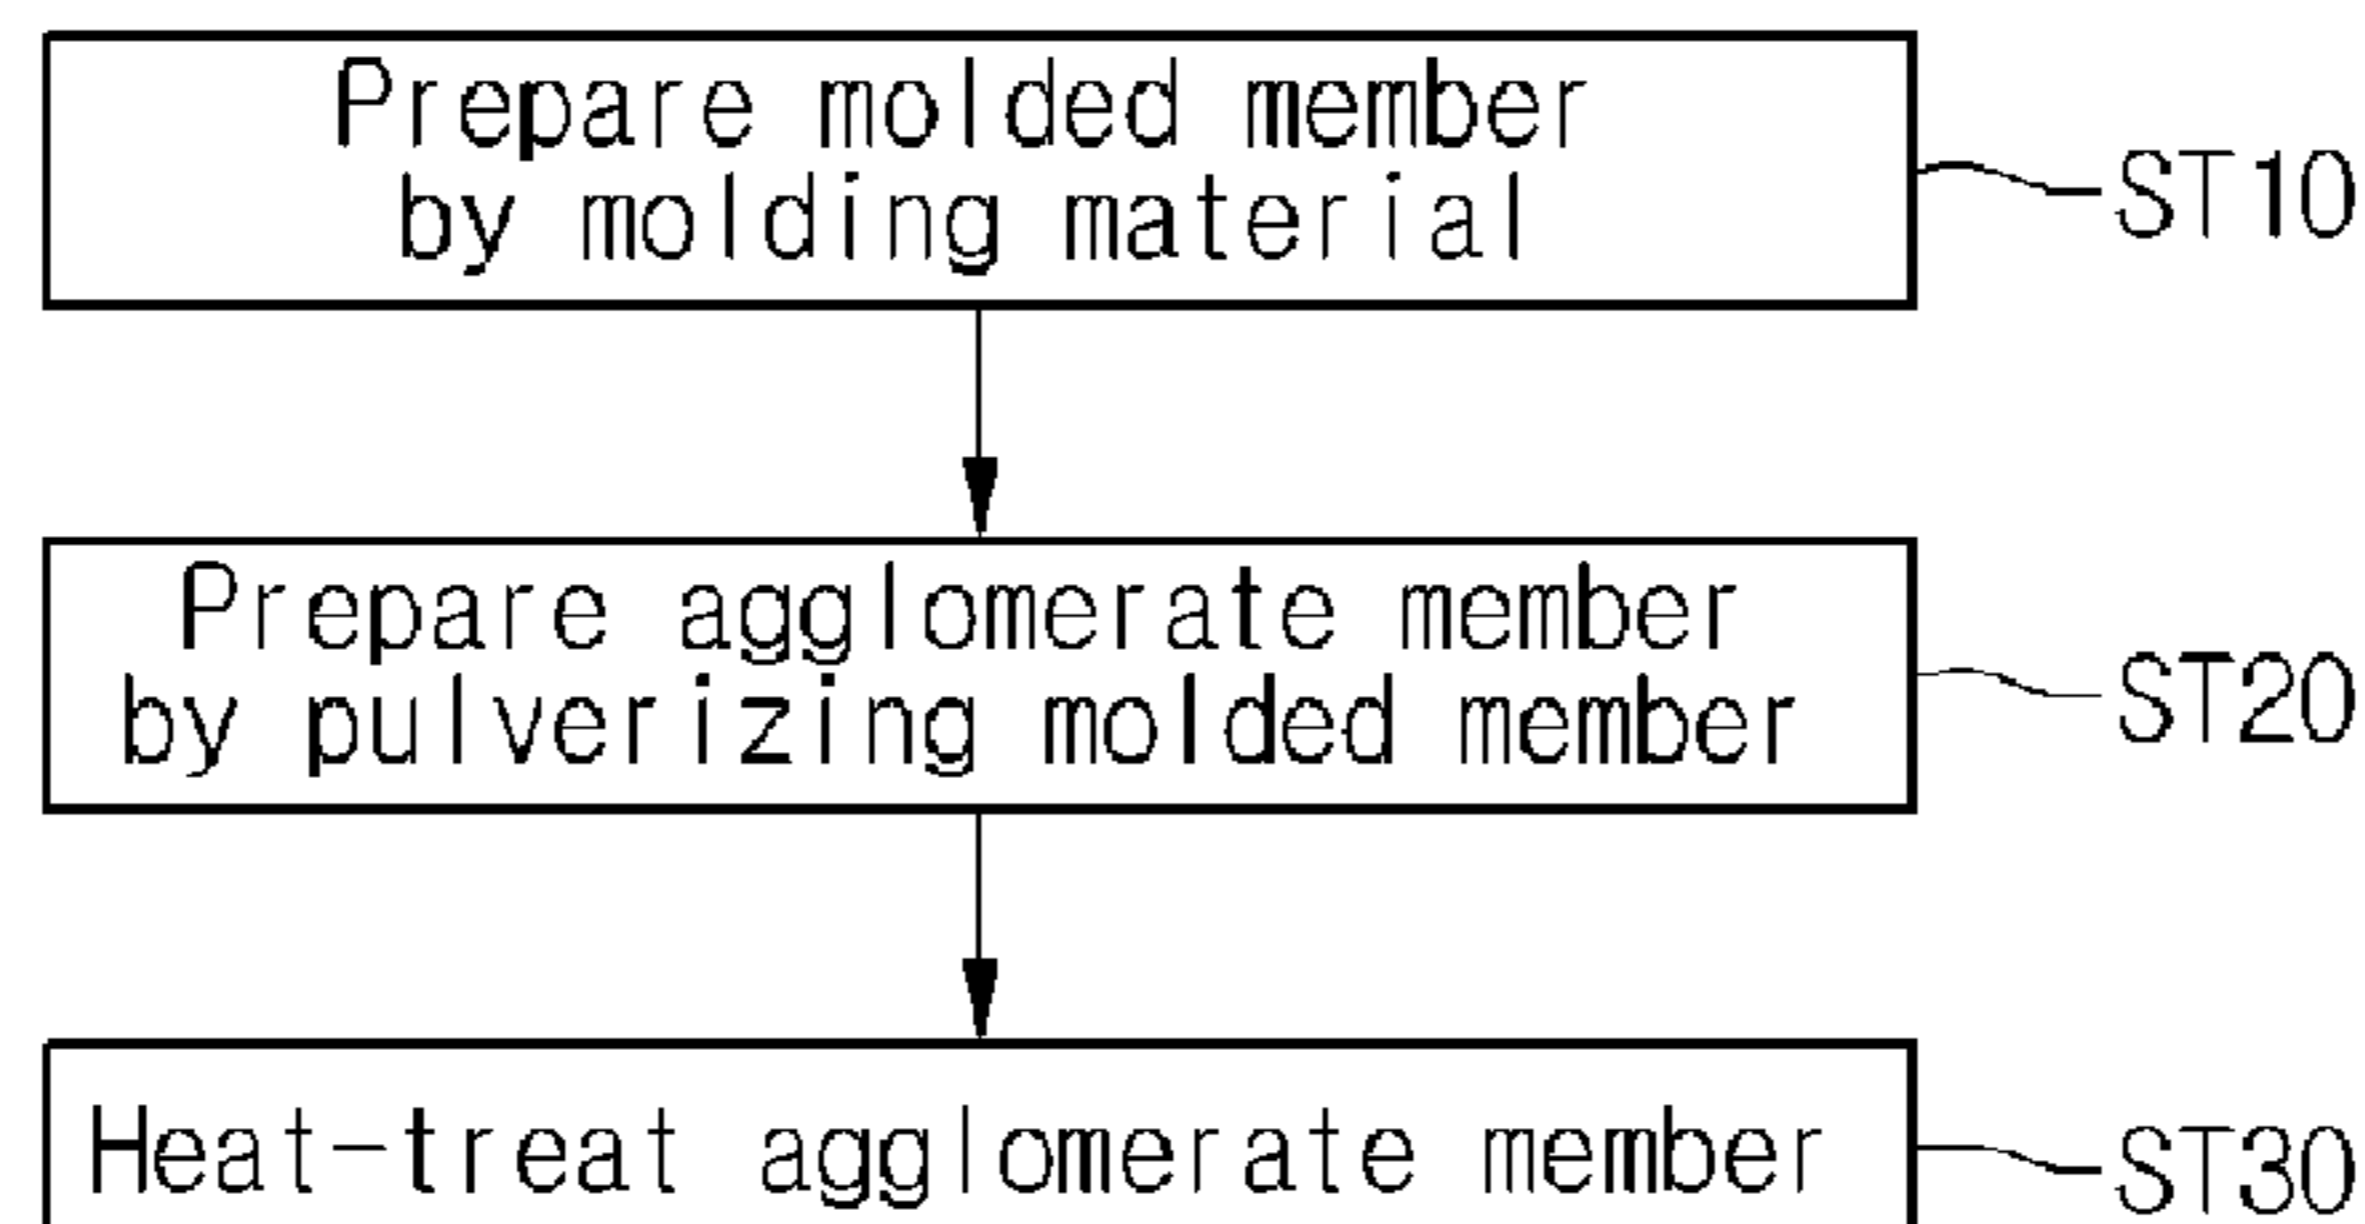 Prepare molded member
by molding material
ST10
Prepare agglomerate member
by pulverizing molded member
ST20
Heat-treat agglomerate member
ST30